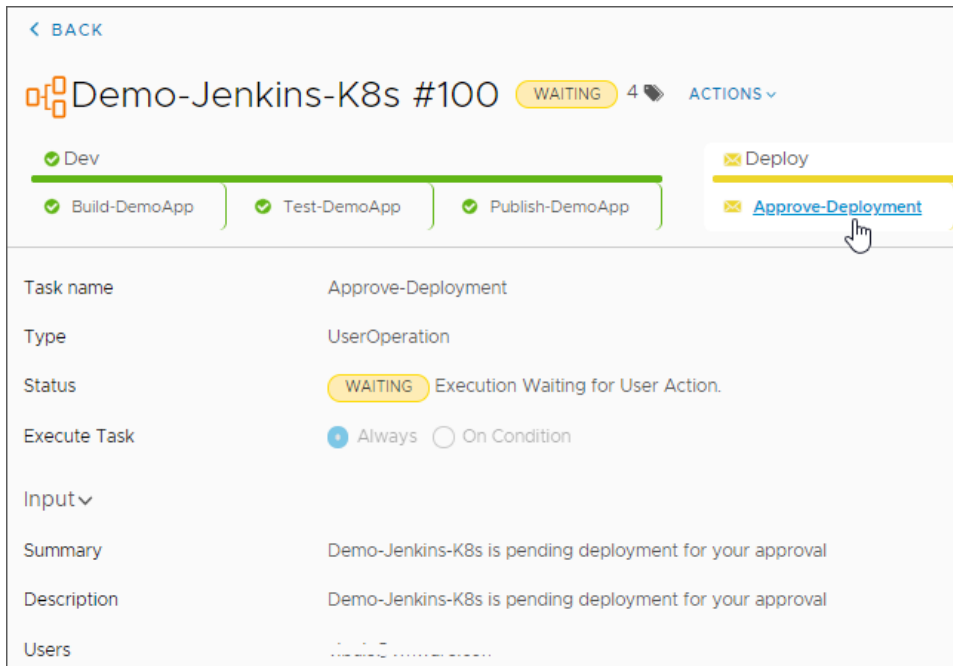 BACK
Demo-Jenkins-K8s #100 WAITING 4 ACTIONS
Dev Deploy
Build-DemoApp Test-DemoApp Publish-DemoApp Approve-Deployment
Task name Approve-Deployment
Type UserOperation
Status WAITING Execution Waiting for User Action.
Execute Task Always On Condition
Input
Summary Demo-Jenkins-K8s is pending deployment for your approval
Description Demo-Jenkins-K8s is pending deployment for your approval
Users